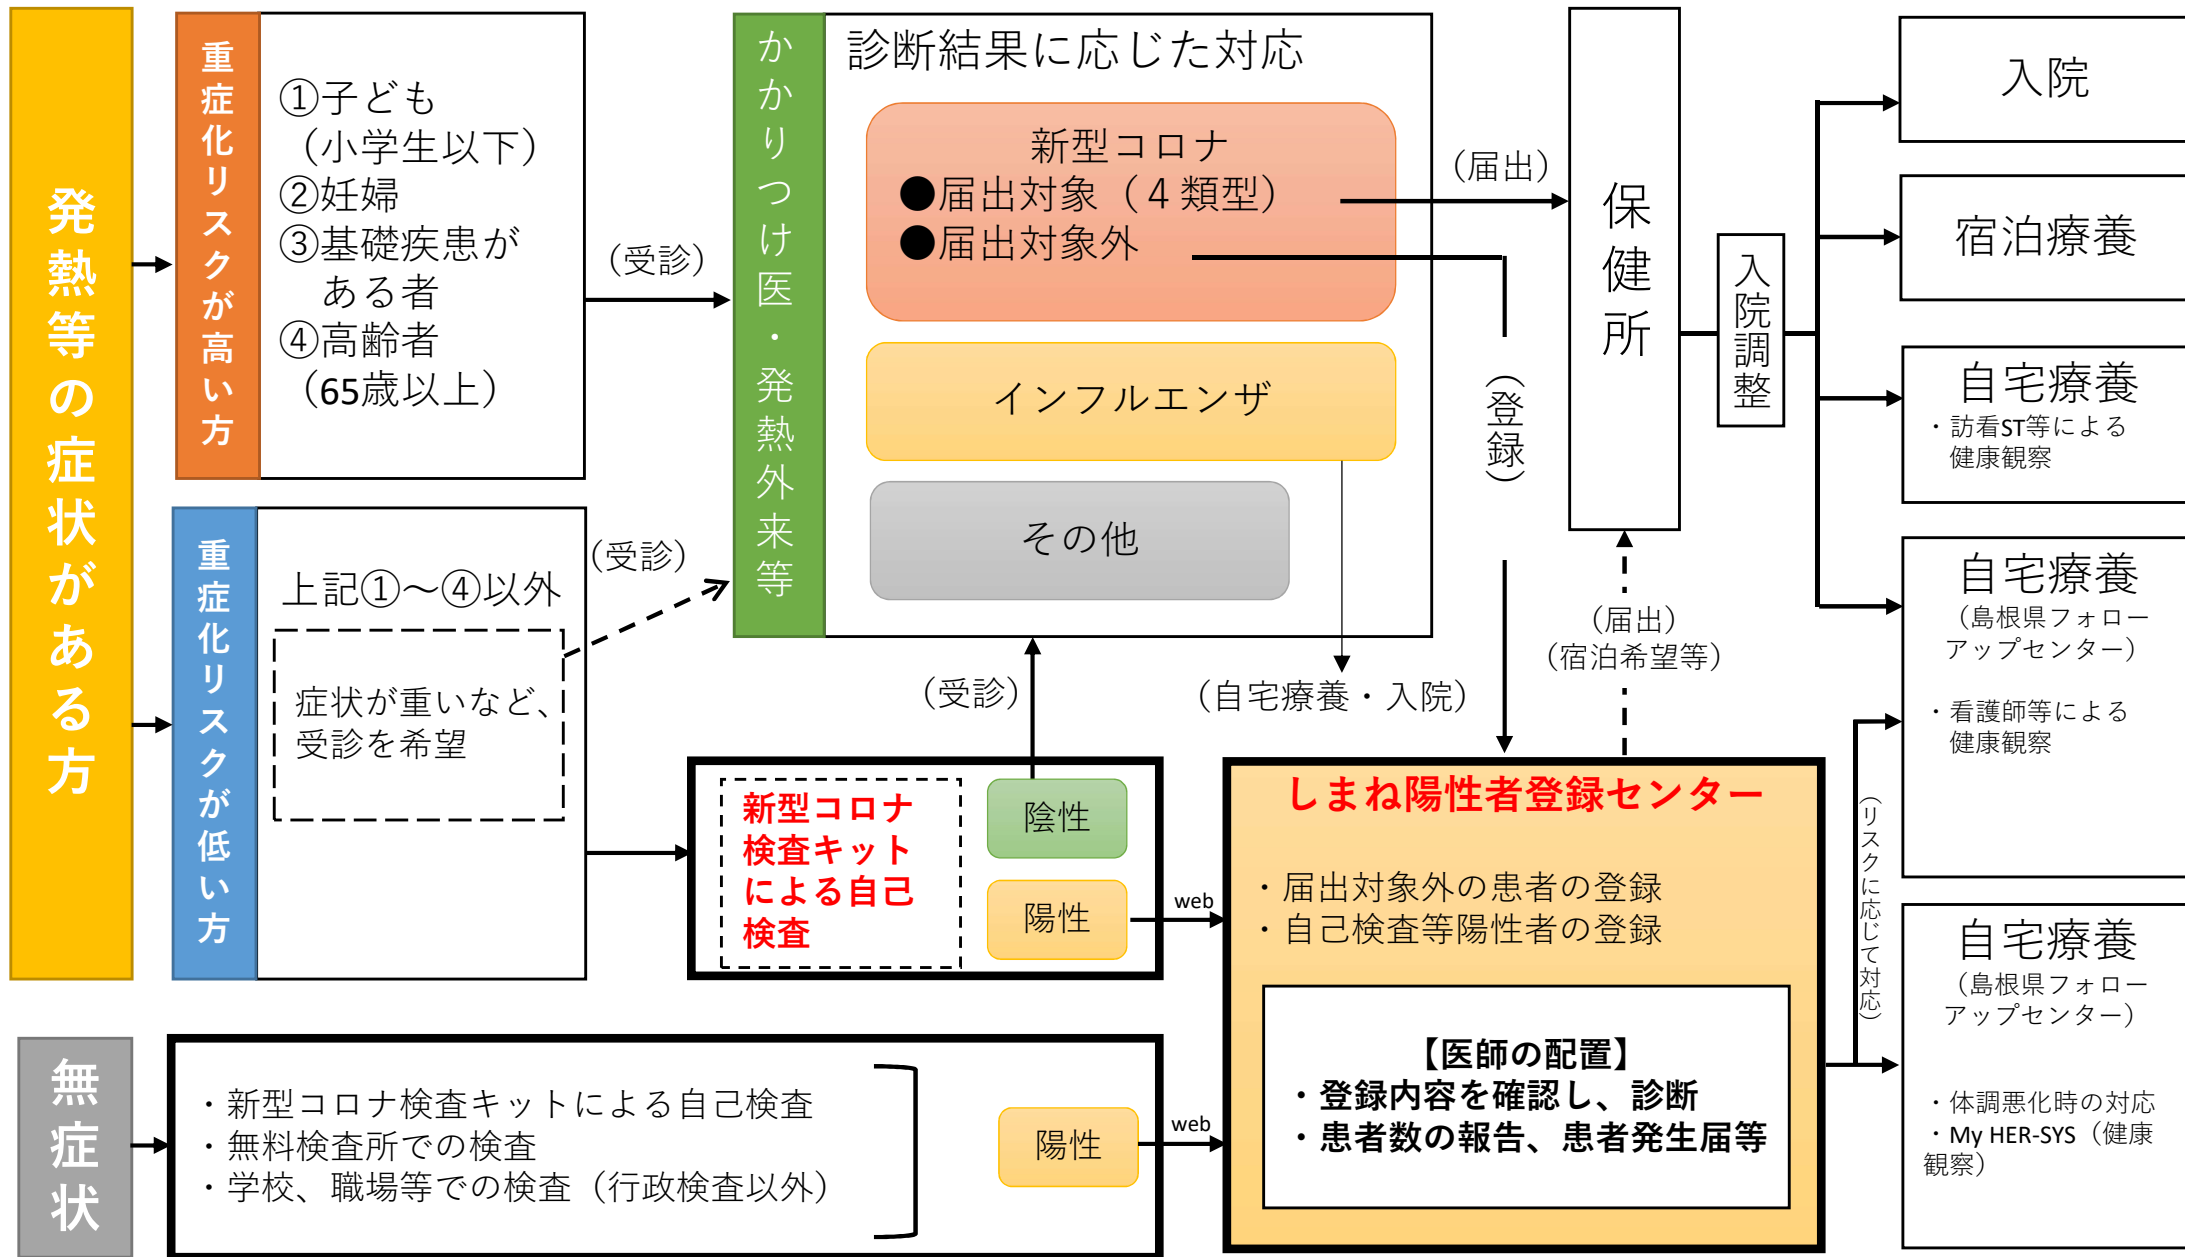 発熱等の症状がある方
重症化リスクが高い方
①子ども
（小学生以下）
②妊婦
③基礎疾患が
ある者
④高齢者
（65歳以上）
（受診）
重症化リスクが低い方
上記①～④以外
症状が重いなど、
受診を希望
（受診）
かかりつけ医・発熱外来等
診断結果に応じた対応
新型コロナ
●届出対象（４類型）
●届出対象外
インフルエンザ
その他
（自宅療養・入院）
（受診）
新型コロナ
検査キット
による自己
検査
陰性
陽性
web
（届出）
（登録）
保健所
入院調整
（届出）
（宿泊希望等）
しまね陽性者登録センター
・届出対象外の患者の登録
・自己検査等陽性者の登録
【医師の配置】
・登録内容を確認し、診断
・患者数の報告、患者発生届等
無症状
・新型コロナ検査キットによる自己検査
・無料検査所での検査
・学校、職場等での検査（行政検査以外）
陽性
web
（リスクに応じて対応）
入院
宿泊療養
自宅療養
・訪看ST等による
健康観察
自宅療養
（島根県フォロー
アップセンター）
・看護師等による
健康観察
自宅療養
（島根県フォロー
アップセンター）
・体調悪化時の対応
・My HER-SYS（健康
観察）